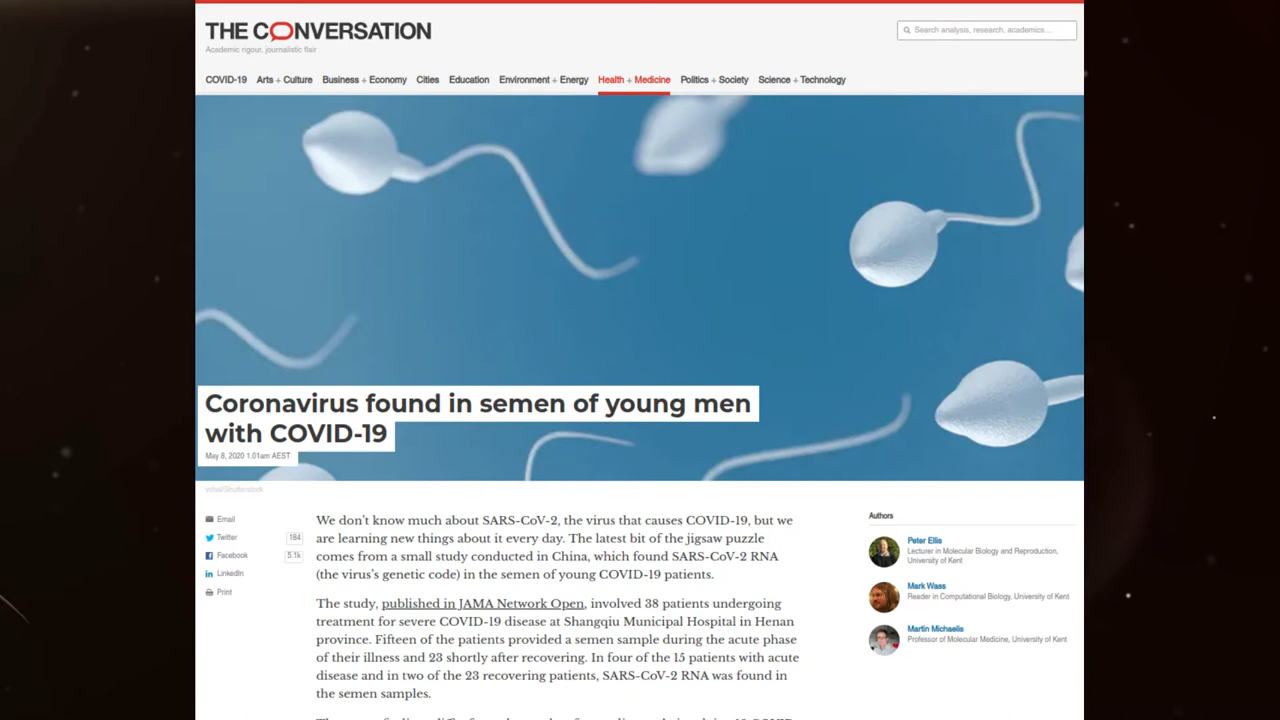 THE CONVERSATION
Academic rigour, journalistic flair
Search analysis, research, academics…
COVID-19 Arts + Culture Business + Economy Cities Education Environment + Energy Health + Medicine Politics + Society Science + Technology
Coronavirus found in semen of young men
with COVID-19
May 8, 2020 1.01am AEST
Email
Twitter 184
Facebook 5.1k
LinkedIn
Print
We don't know much about SARS-CoV-2, the virus that causes COVID-19, but we
are learning new things about it every day. The latest bit of the jigsaw puzzle
comes from a small study conducted in China, which found SARS-CoV-2 RNA
(the virus's genetic code) in the semen of young COVID-19 patients.
The study, published in JAMA Network Open, involved 38 patients undergoing
treatment for severe COVID-19 disease at Shangqiu Municipal Hospital in Henan
province. Fifteen of the patients provided a semen sample during the acute phase
of their illness and 23 shortly after recovering. In four of the 15 patients with acute
disease and in two of the 23 recovering patients, SARS-CoV-2 RNA was found in
the semen samples.
Authors
Peter Ellis
Lecturer in Molecular Biology and Reproduction,
University of Kent
Mark Wass
Reader in Computational Biology, University of Kent
Martin Michaelis
Professor of Molecular Medicine, University of Kent